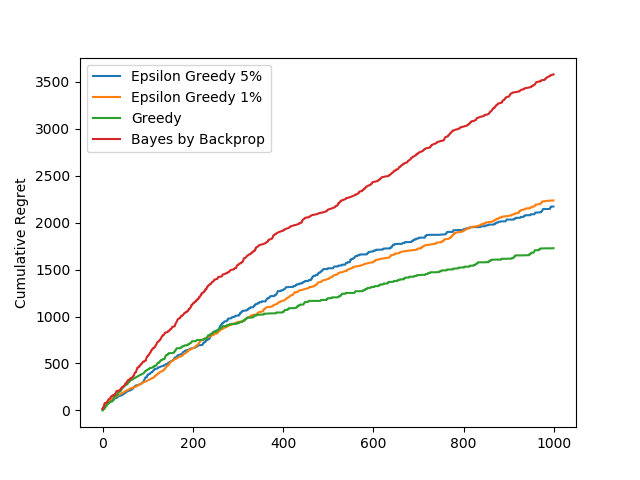 Epsilon Greedy 5%
Epsilon Greedy 1%
Greedy
Bayes by Backprop
Cumulative Regret
3500
3000
2500
2000
1500
1000
500
0
0 200 400 600 800 1000